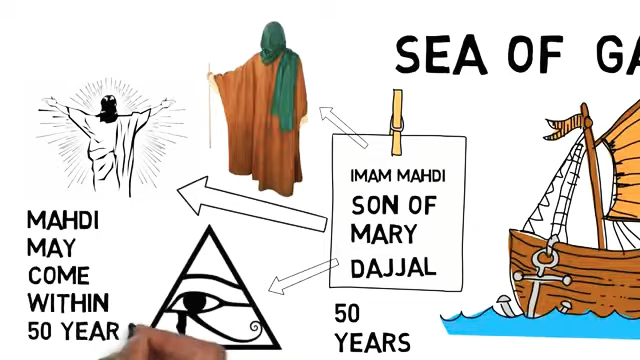 SEA OF GA
IMAM MAHDI
SON OF
MARY
DAJJAL
MAHDI
MAY
COME
WITHIN
50 YEAR
50
YEARS